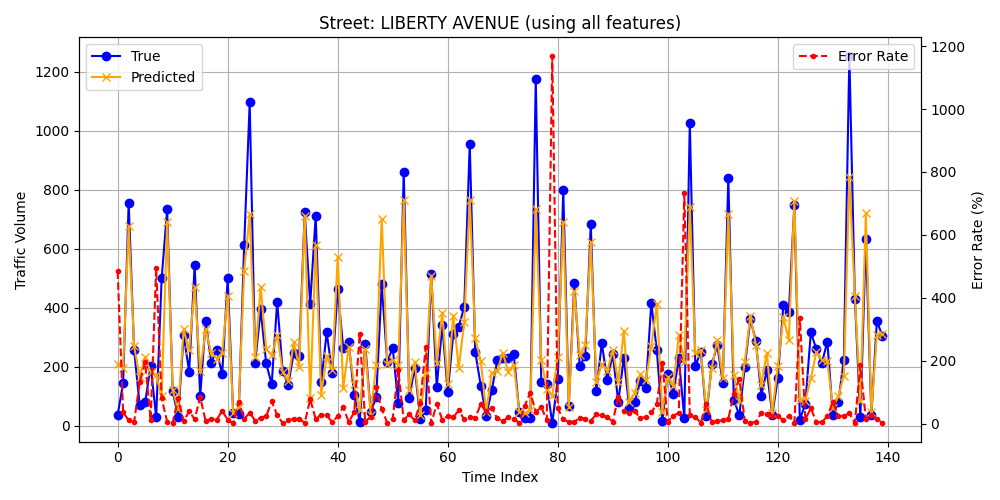 Street: LIBERTY AVENUE (using all features)
True
Predicted
Error Rate
Traffic Volume
1200
1000
800
600
400
200
0
1200
1000
800
600
400
200
0
Error Rate (%)
0 20 40 60 80 100 120 140
Time Index